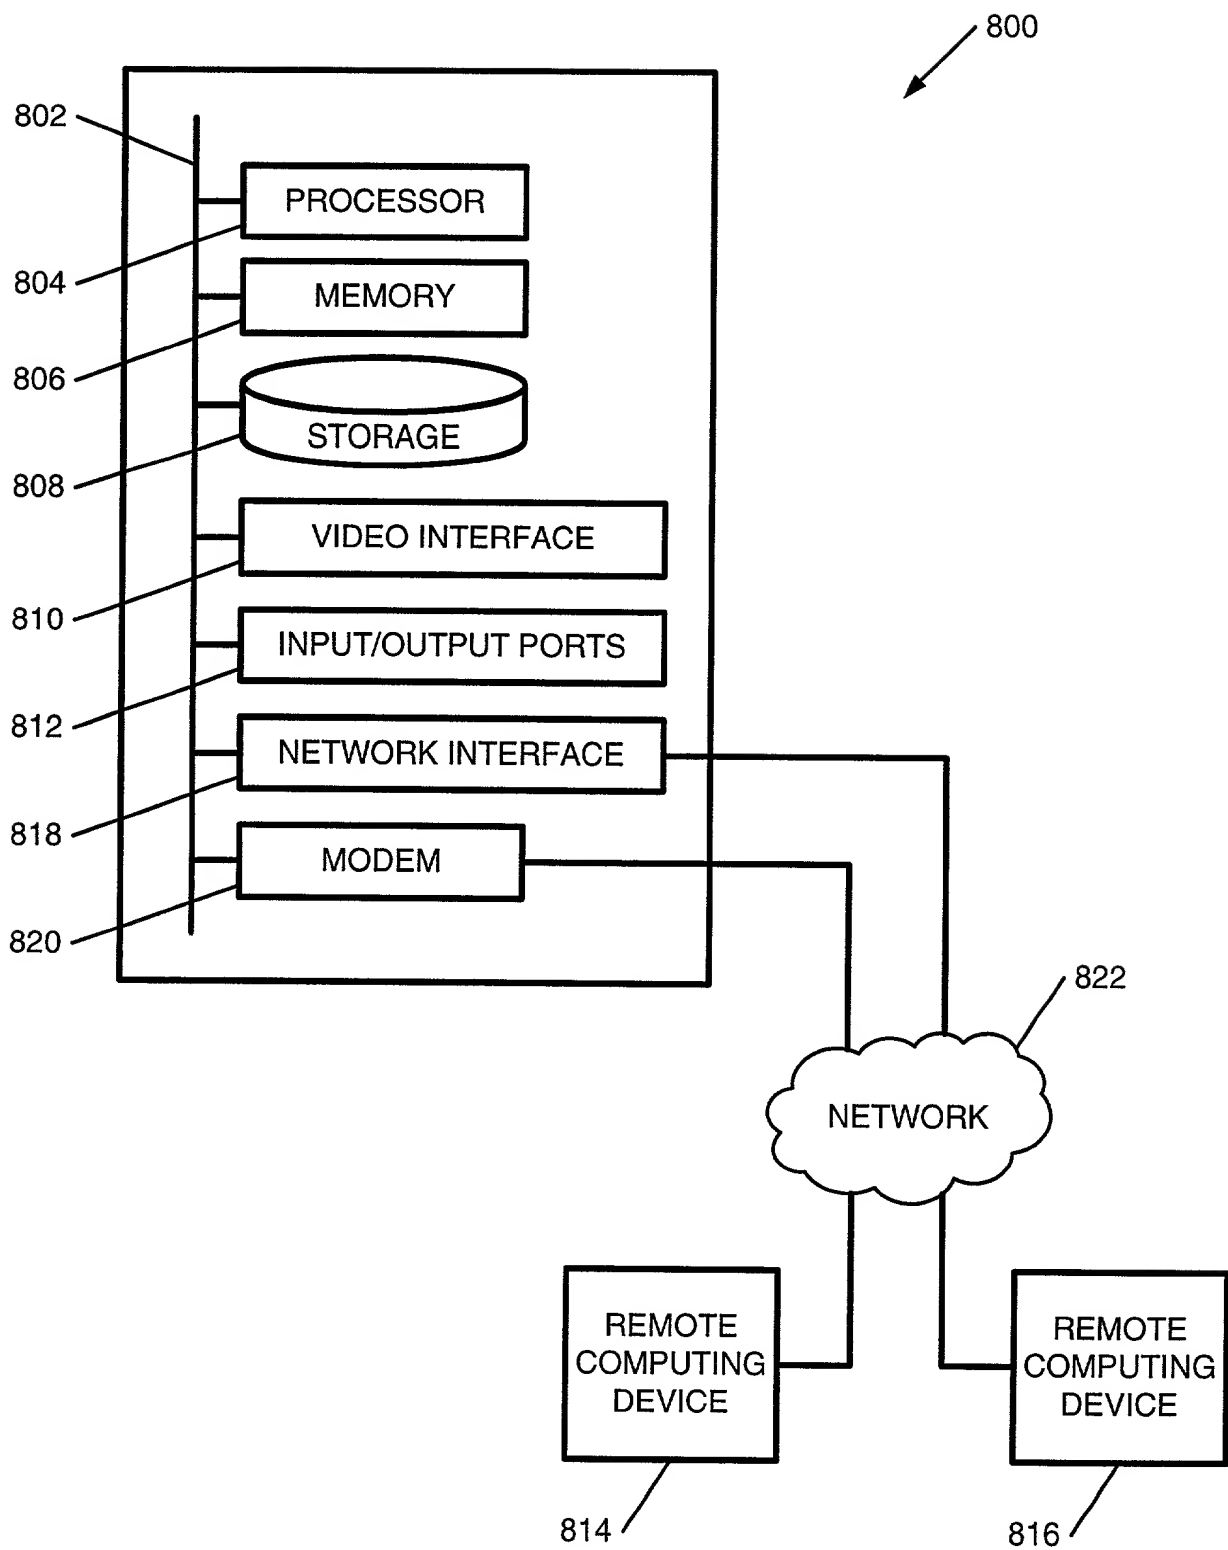 800
802
PROCESSOR
804
MEMORY
806
STORAGE
808
VIDEO INTERFACE
810
INPUT/OUTPUT PORTS
812
NETWORK INTERFACE
818
MODEM
820
822
NETWORK
REMOTE
COMPUTING
DEVICE
REMOTE
COMPUTING
DEVICE
814
816